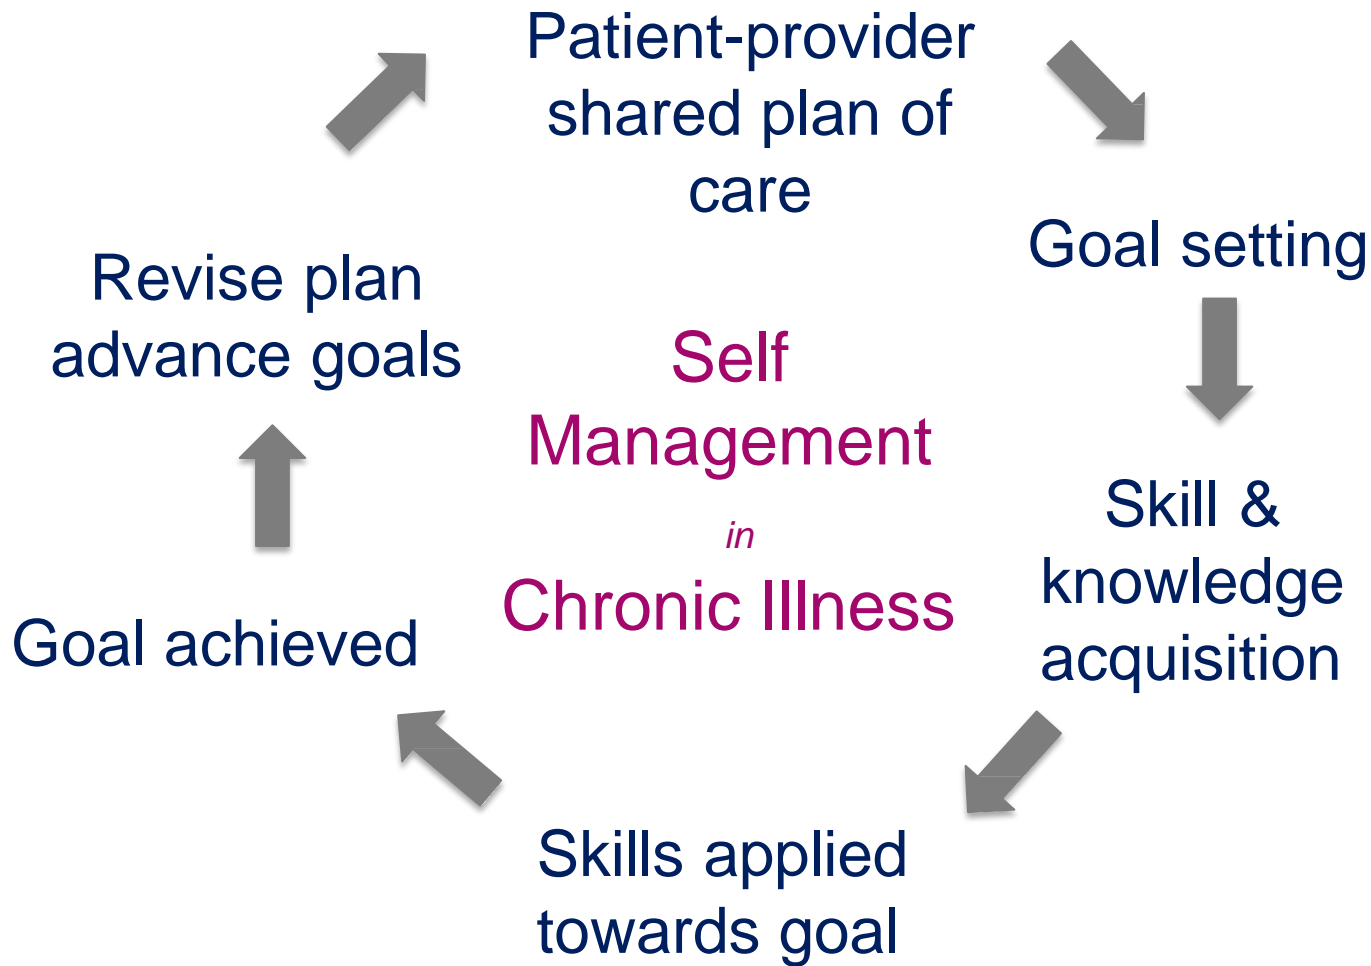 Patient-provider
shared plan of
care
Goal setting
Skill &
knowledge
acquisition
Skills applied
towards goal
Goal achieved
Revise plan
advance goals
Self
Management
in
Chronic Illness